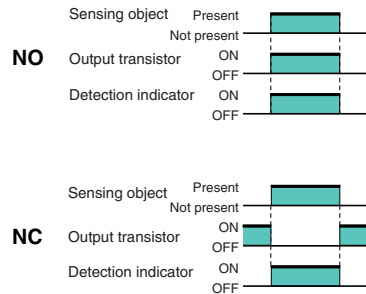 Sensing object Present
Not present
NO Output transistor ON
OFF
Detection indicator ON
OFF
Sensing object Present
Not present
NC Output transistor ON
OFF
Detection indicator ON
OFF